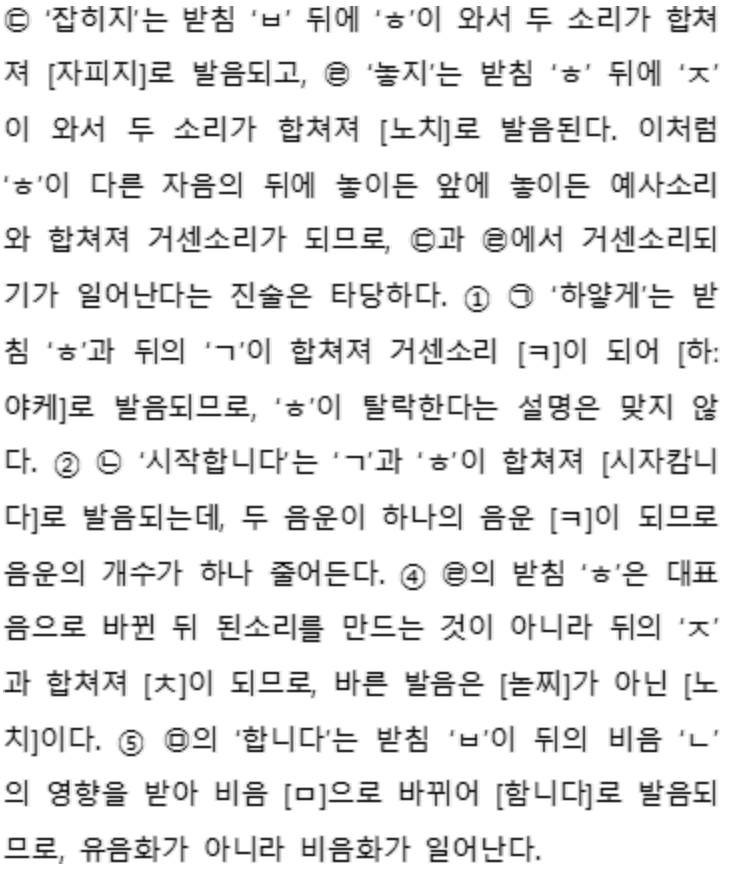 ㉢ ‘잡히지’는 받침 ‘ㅂ’ 뒤에 ‘ㅎ’이 와서 두 소리가 합쳐
져 [자피지]로 발음되고, ㉣ ‘놓지’는 받침 ‘ㅎ’ 뒤에 ‘ㅈ’
이 와서 두 소리가 합쳐져 [노치]로 발음된다. 이처럼
‘ㅎ’이 다른 자음의 뒤에 놓이든 앞에 놓이든 예사소리
와 합쳐져 거센소리가 되므로, ㉢과 ㉣에서 거센소리되
기가 일어난다는 진술은 타당하다. ① ㉠ ‘하얗게’는 받
침 ‘ㅎ’과 뒤의 ‘ㄱ’이 합쳐져 거센소리 [ㅋ]이 되어 [하:
야케]로 발음되므로, ‘ㅎ’이 탈락한다는 설명은 맞지 않
다. ② ㉡ ‘시작합니다’는 ‘ㄱ’과 ‘ㅎ’이 합쳐져 [시자캄니
다]로 발음되는데, 두 음운이 하나의 음운 [ㅋ]이 되므로
음운의 개수가 하나 줄어든다. ④ ㉣의 받침 ‘ㅎ’은 대표
음으로 바뀐 뒤 된소리를 만드는 것이 아니라 뒤의 ‘ㅈ’
과 합쳐져 [ㅊ]이 되므로, 바른 발음은 [녿찌]가 아닌 [노
치]이다. ⑤ ㉤의 ‘합니다’는 받침 ‘ㅂ’이 뒤의 비음 ‘ㄴ’
의 영향을 받아 비음 [ㅁ]으로 바뀌어 [함니다]로 발음되
므로, 유음화가 아니라 비음화가 일어난다.